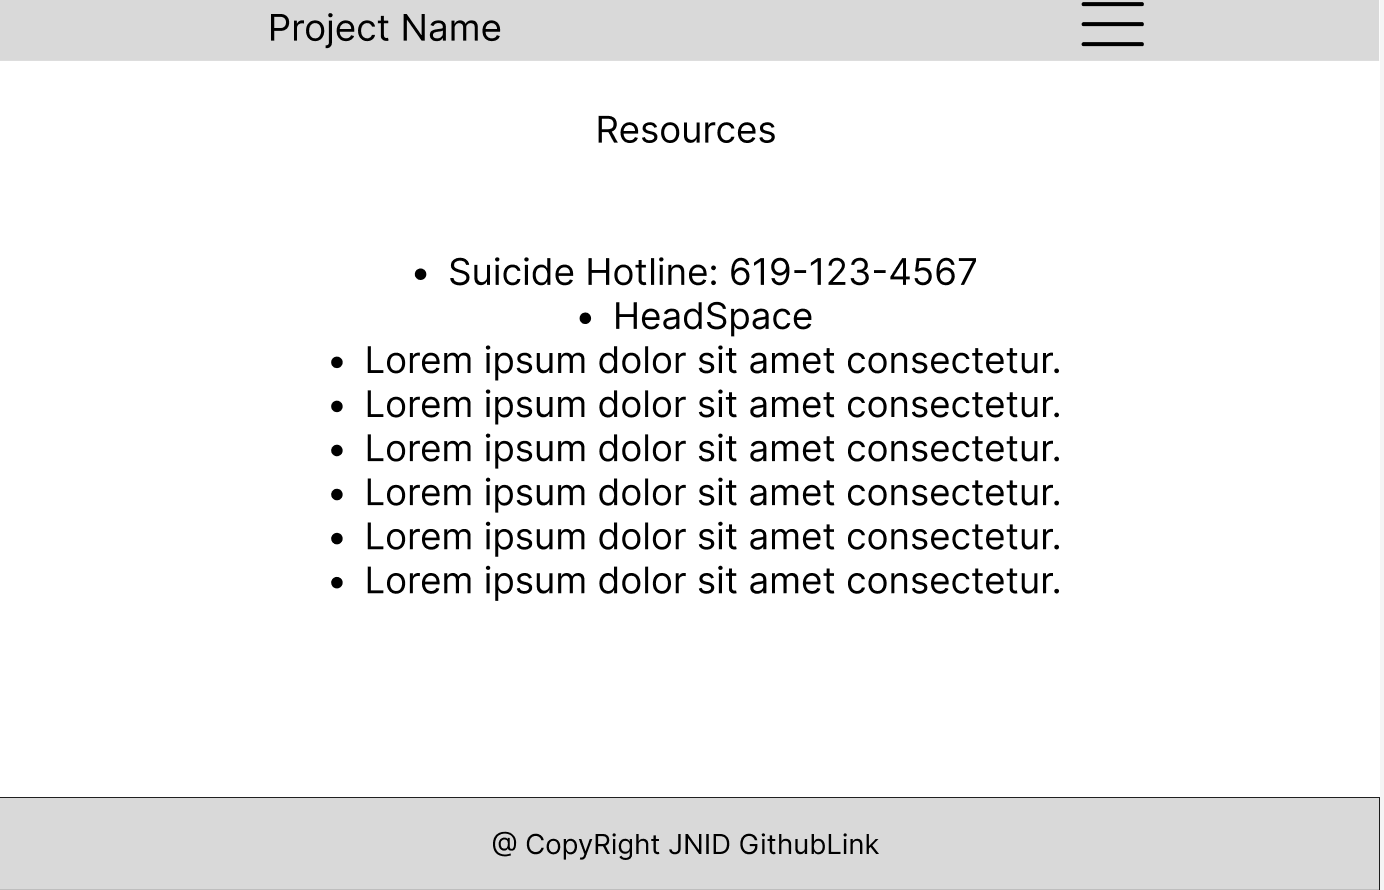 Project Name
Resources
• Suicide Hotline: 619-123-4567
• HeadSpace
• Lorem ipsum dolor sit amet consectetur.
• Lorem ipsum dolor sit amet consectetur.
• Lorem ipsum dolor sit amet consectetur.
• Lorem ipsum dolor sit amet consectetur.
• Lorem ipsum dolor sit amet consectetur.
• Lorem ipsum dolor sit amet consectetur.
@ CopyRight JNID GithubLink